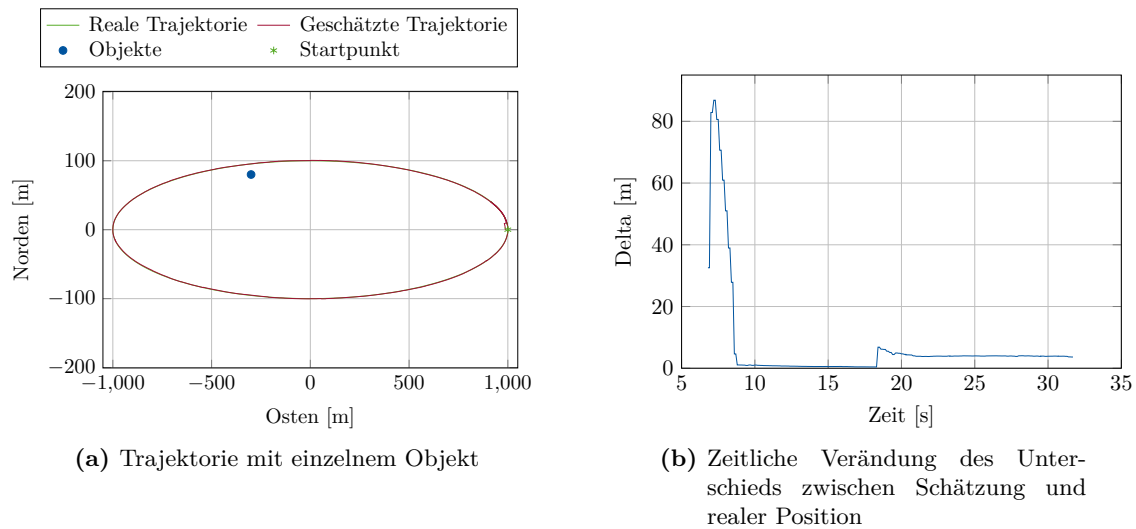 Reale Trajektorie Geschätzte Trajektorie
Objekte Startpunkt
200
100
0
−100
−200
−1,000 −500 0 500 1,000
Norden [m]
Osten [m]
(a) Trajektorie mit einzelnem Objekt
80
60
40
20
0
5 10 15 20 25 30 35
Delta [m]
Zeit [s]
(b) Zeitliche Verändung des Unter-
schieds zwischen Schätzung und
realer Position